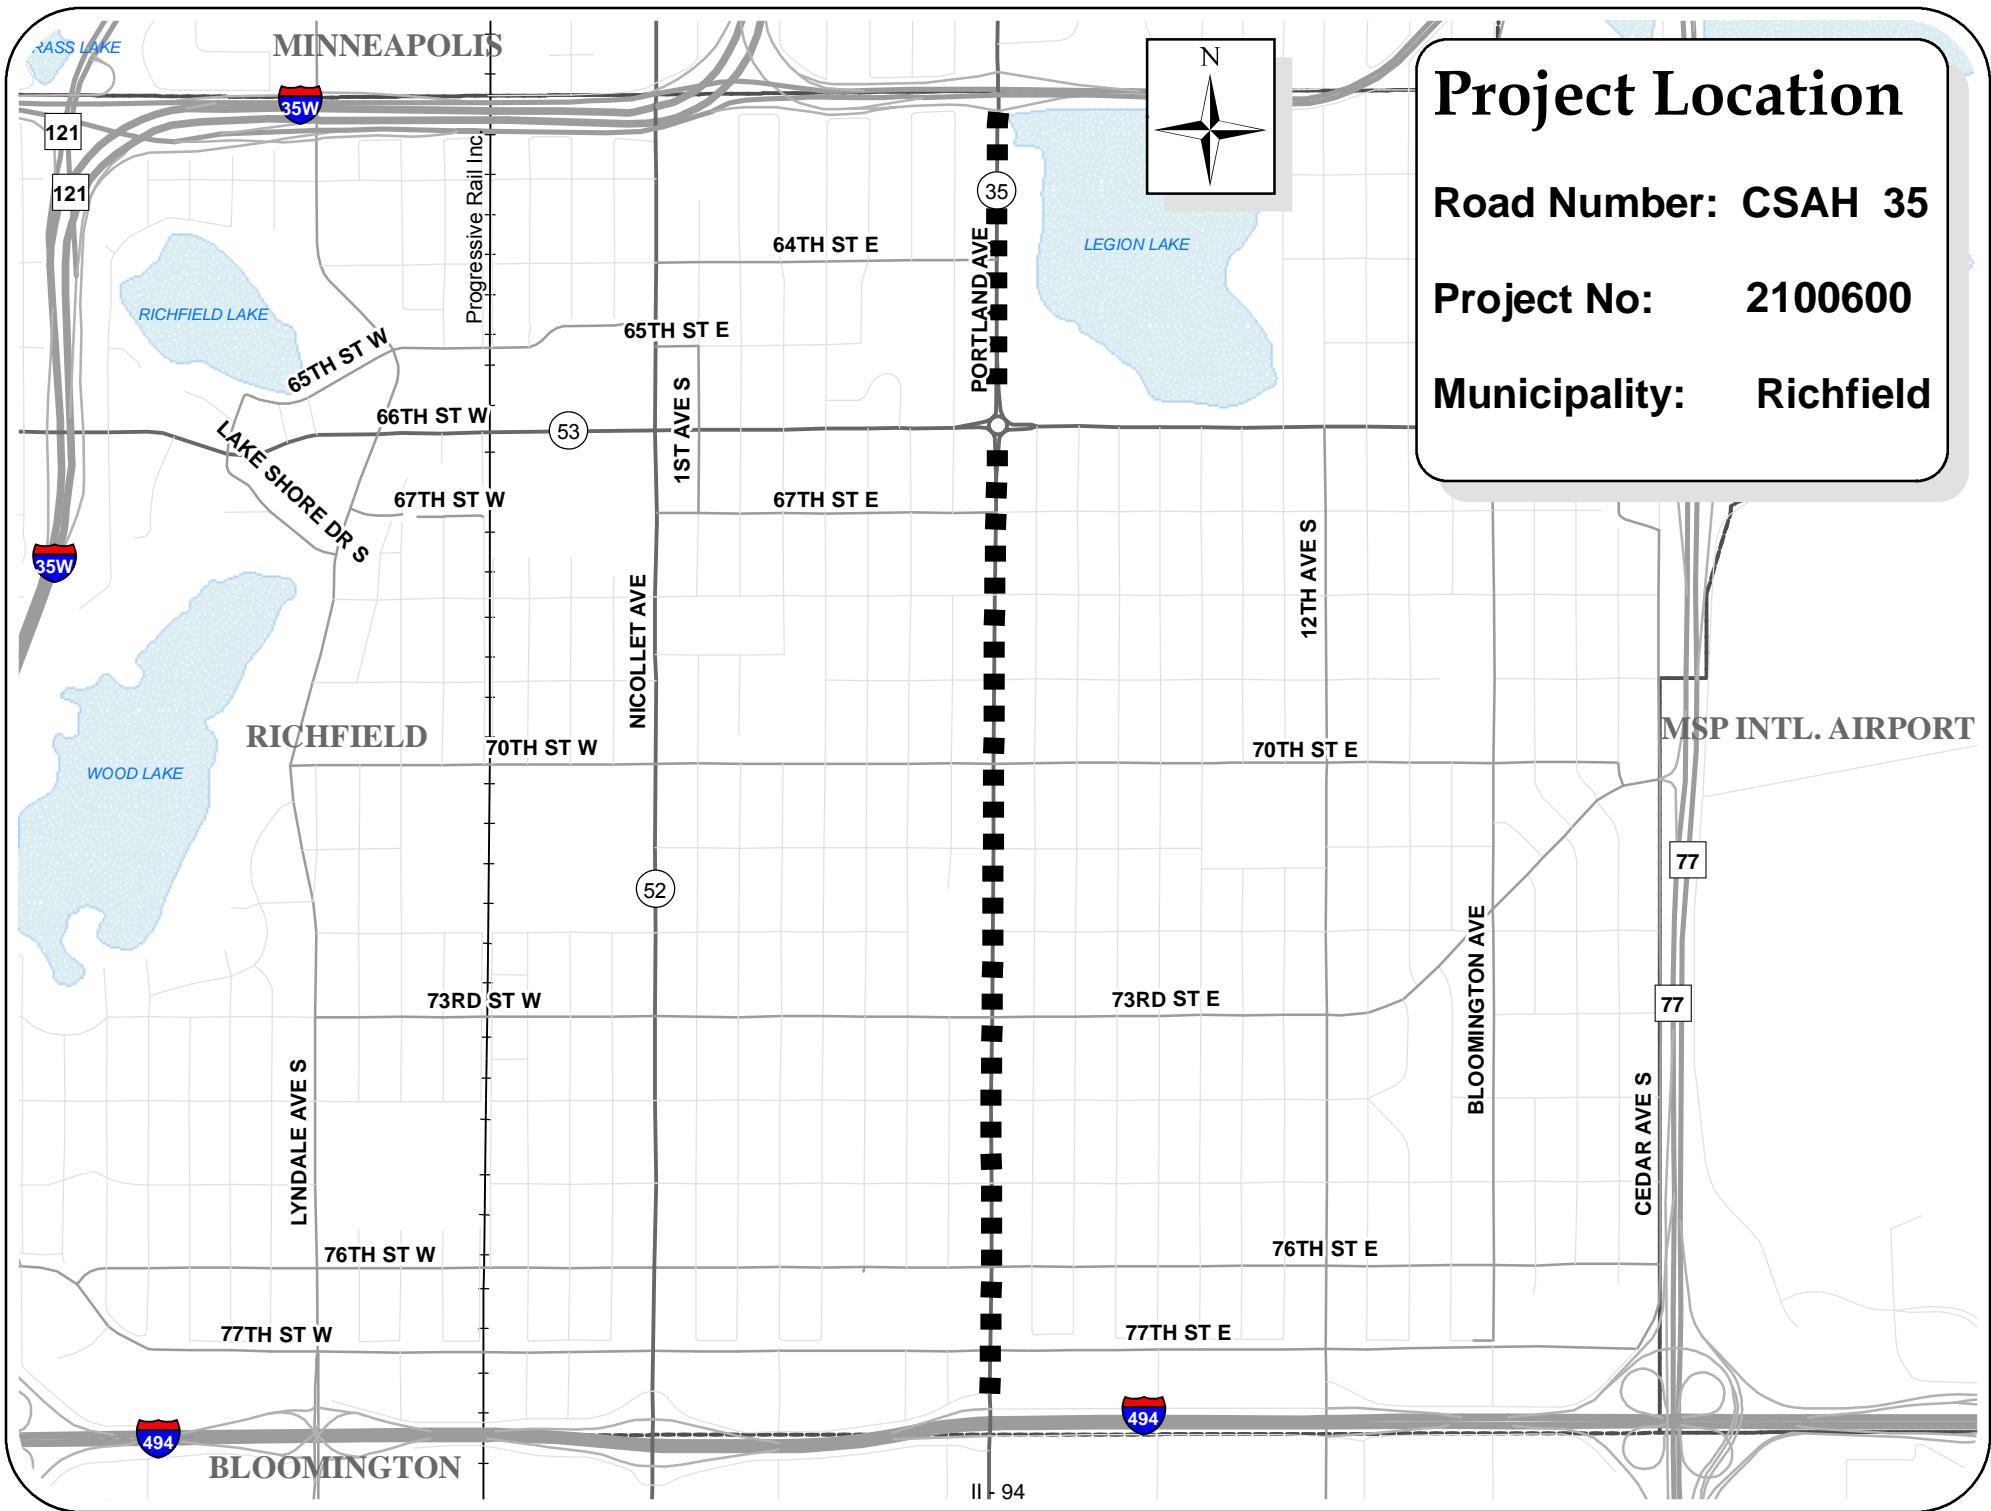 RASS LAKE
MINNEAPOLIS
35W
121
121
Progressive Rail Inc.
N
Project Location
Road Number: CSAH 35
Project No: 2100600
Municipality: Richfield
35
64TH ST E
PORTLAND AVE
LEGION LAKE
RICHFIELD LAKE
65TH ST W
65TH ST E
1ST AVE S
66TH ST W
53
LAKE SHORE DR S
67TH ST W
67TH ST E
35W
12TH AVE S
NICOLLET AVE
RICHFIELD
70TH ST W
70TH ST E
MSP INTL. AIRPORT
WOOD LAKE
77
52
BLOOMINGTON AVE
73RD ST W
73RD ST E
77
LYNDALE AVE S
CEDAR AVE S
76TH ST W
76TH ST E
77TH ST W
77TH ST E
494
494
BLOOMINGTON
II - 94